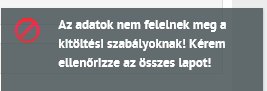 Az adatok nem felelnek meg a
kitöltési szabályoknak! Kérem
ellenőrizze az összes lapot!